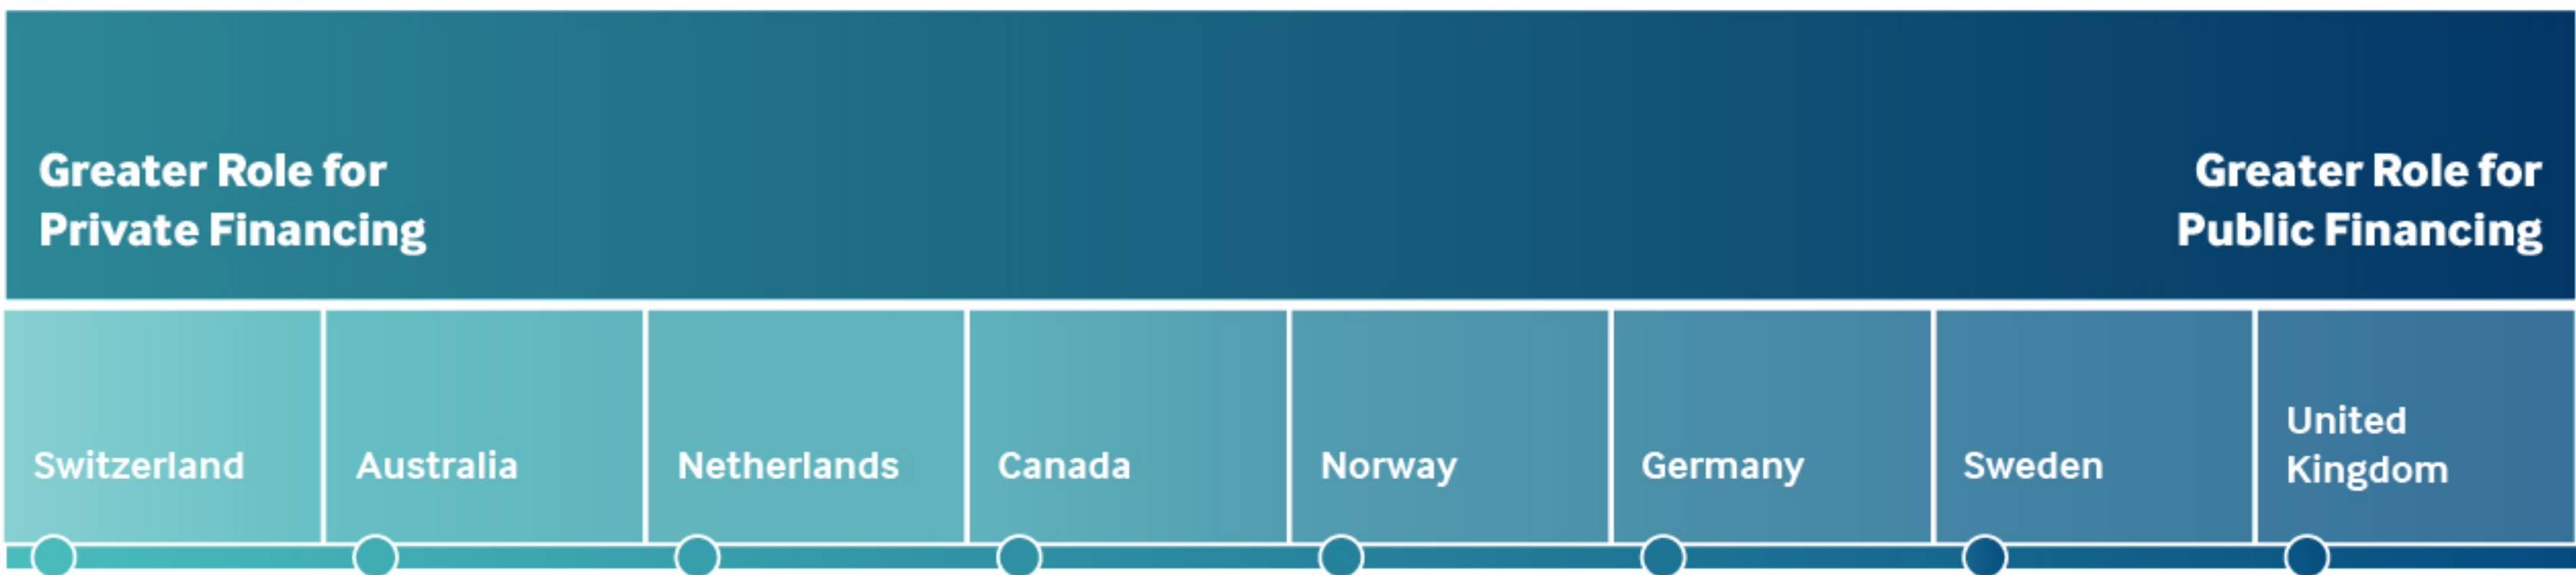 Greater Role for
Private Financing
Greater Role for
Public Financing
Switzerland
Australia
Netherlands
Canada
Norway
Germany
Sweden
United
Kingdom